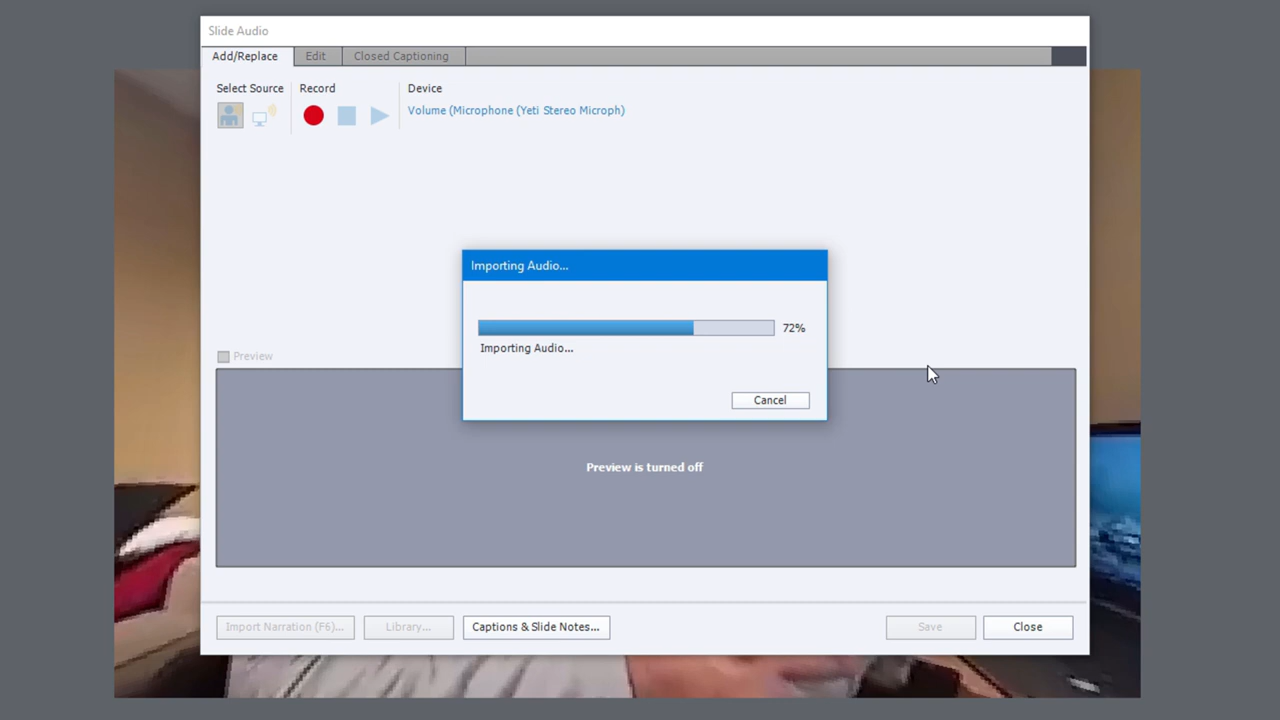 Slide Audio
Add/Replace Edit Closed Captioning
Select Source Record Device
Volume (Microphone (Yeti Stereo Microph)
Importing Audio...
72%
Importing Audio...
Cancel
Preview
Preview is turned off
Import Narration (F6)... Library... Captions & Slide Notes... Save Close